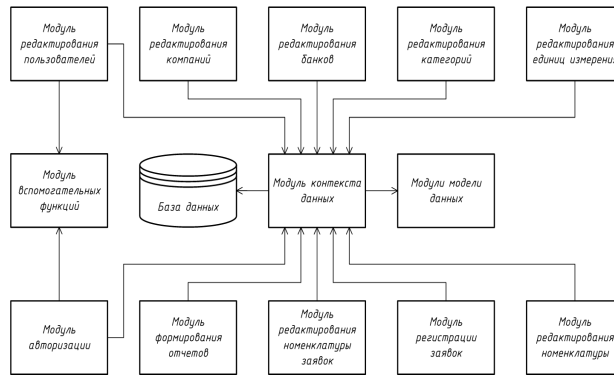 Модуль
редактирования
пользователей
Модуль
редактирования
компаний
Модуль
редактирования
банков
Модуль
редактирования
категорий
Модуль
редактирования
единиц измерения
Модуль
вспомогательных
функций
База данных
Модуль контекста
данных
Модули модели
данных
Модуль
авторизации
Модуль
формирования
отчетов
Модуль
редактирования
номенклатуры
заявок
Модуль
регистрации
заявок
Модуль
редактирования
номенклатуры